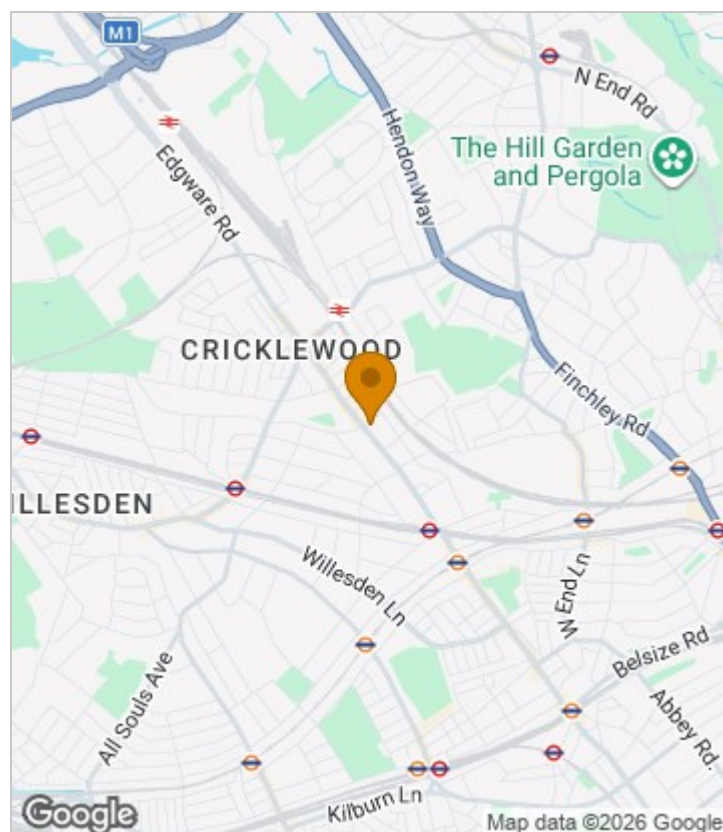 M1
N End Rd
Hendon Way
The Hill Garden
and Pergola
Edgware Rd
CRICKLEWOOD
Finchley Rd
ILLESDEN
Willesden Ln
W End Ln
Belsize Rd
All Souls Ave
Abbey Rd.
Kilburn Ln
Google
Map data ©2026 Google